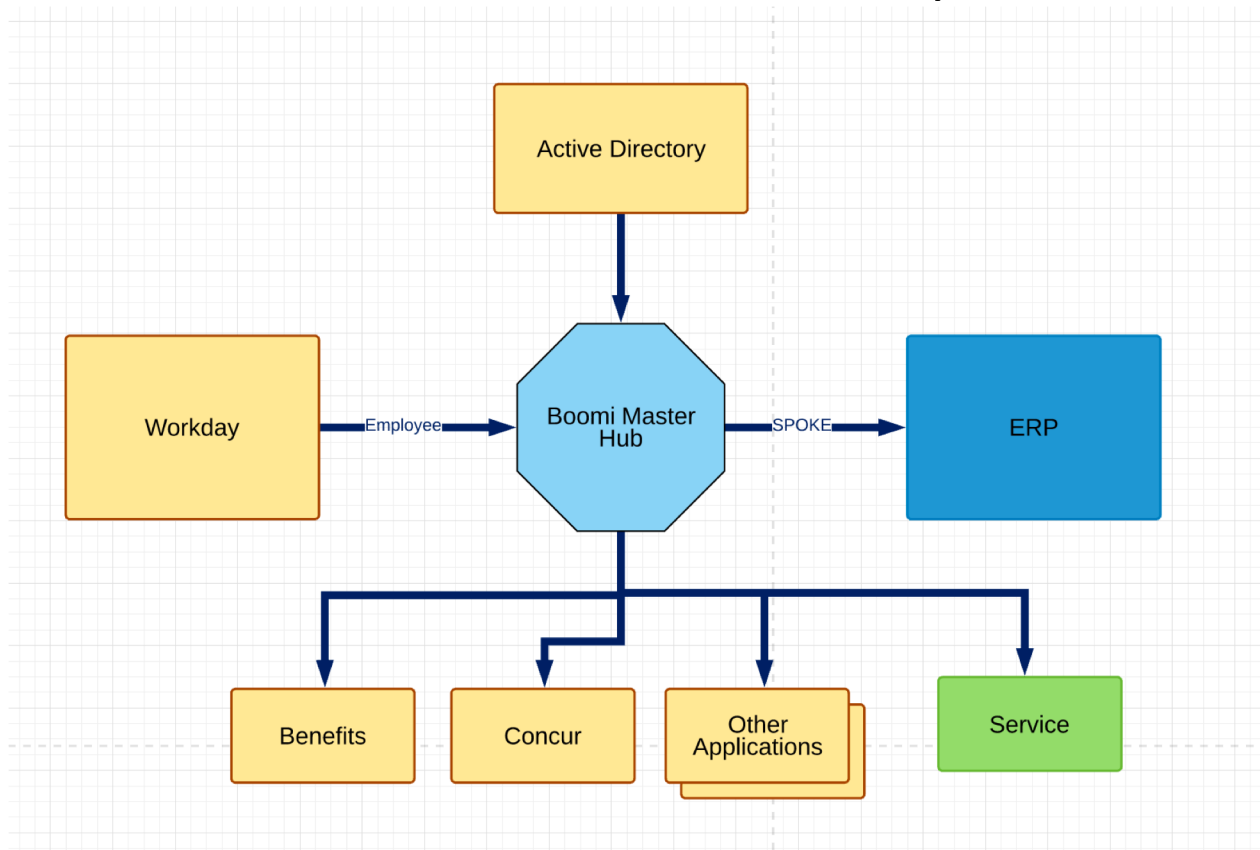 Active Directory
Workday
Employee
Boomi Master
Hub
SPOKE
ERP
Benefits
Concur
Other
Applications
Service